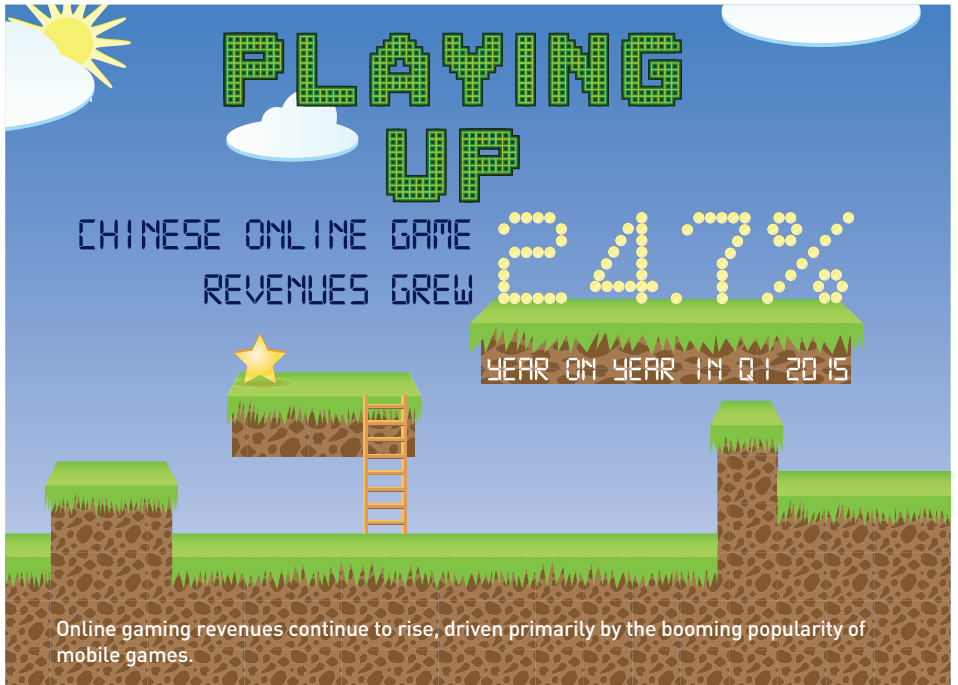 PLAYING
UP
CHINESE ONLINE GAME
REVENUES GREW
24.7%
YEAR ON YEAR IN Q1 2015
Online gaming revenues continue to rise, driven primarily by the booming popularity of
mobile games.